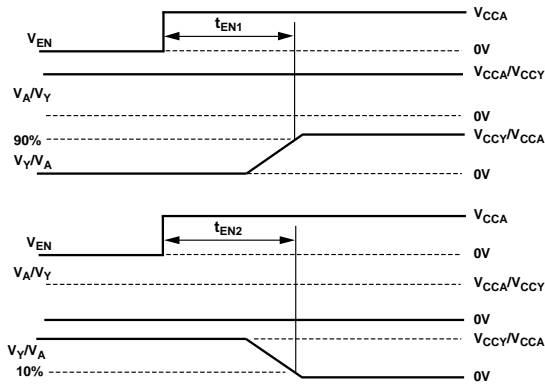 V_EN
t_EN1
V_CCA
0V
V_CCA/V_CCY
V_A/V_Y
0V
90%
V_CCY/V_CCA
V_Y/V_A
0V
V_CCA
t_EN2
V_EN
0V
V_A/V_Y
V_CCA/V_CCY
0V
V_CCY/V_CCA
V_Y/V_A
10%
0V